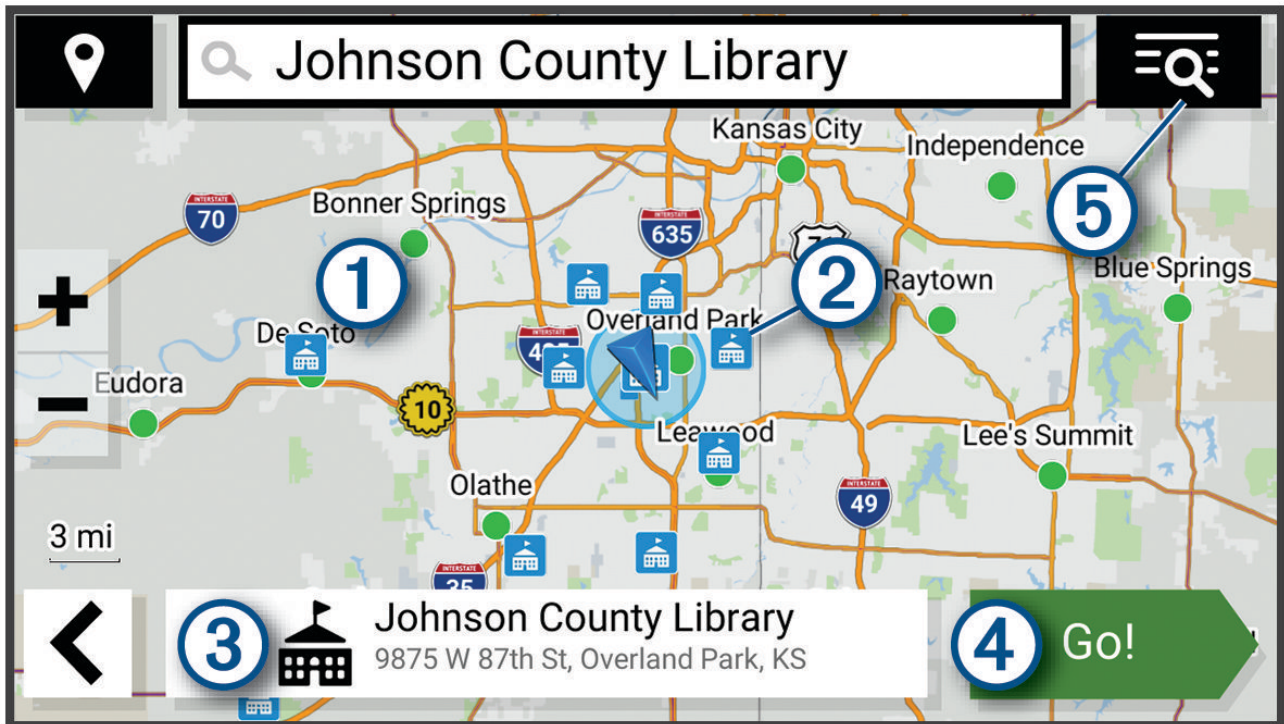 Johnson County Library
Kansas City
Independence
5
INTERSTATE
70
Bonner Springs
INTERSTATE
635
1
2
Raytown
Blue Springs
Overland Park
INTERSTATE
De Soto
Eudora
10
Leawood
Lee's Summit
Olathe
INTERSTATE
49
3 mi
INTERSTATE
35
3
Johnson County Library
9875 W 87th St, Overland Park, KS
4
Go!